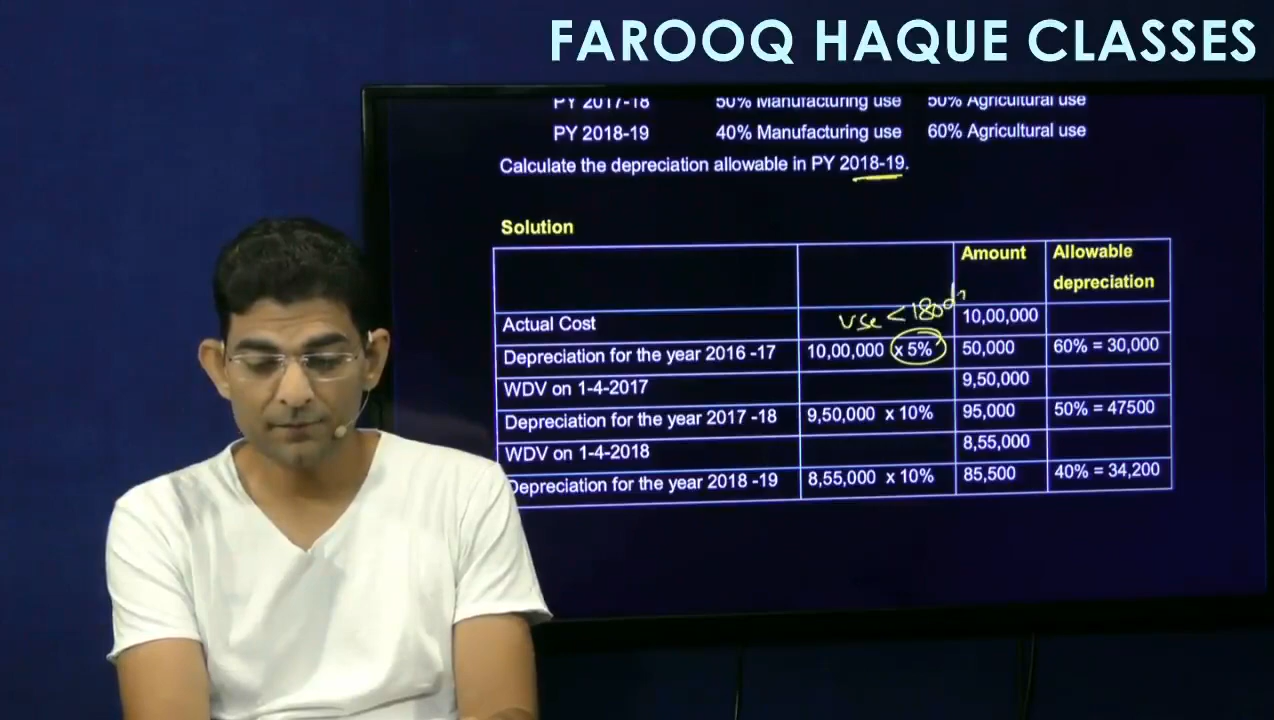 FAROOQ HAQUE CLASSES
PY 2017-18 50% Manufacturing use 50% Agricultural use
PY 2018-19 40% Manufacturing use 60% Agricultural use
Calculate the depreciation allowable in PY 2018-19.
Solution
Amount Allowable depreciation
use < 180d
Actual Cost 10,00,000
Depreciation for the year 2016 -17 10,00,000 x 5% 50,000 60% = 30,000
WDV on 1-4-2017 9,50,000
Depreciation for the year 2017 -18 9,50,000 x 10% 95,000 50% = 47500
WDV on 1-4-2018 8,55,000
Depreciation for the year 2018 -19 8,55,000 x 10% 85,500 40% = 34,200